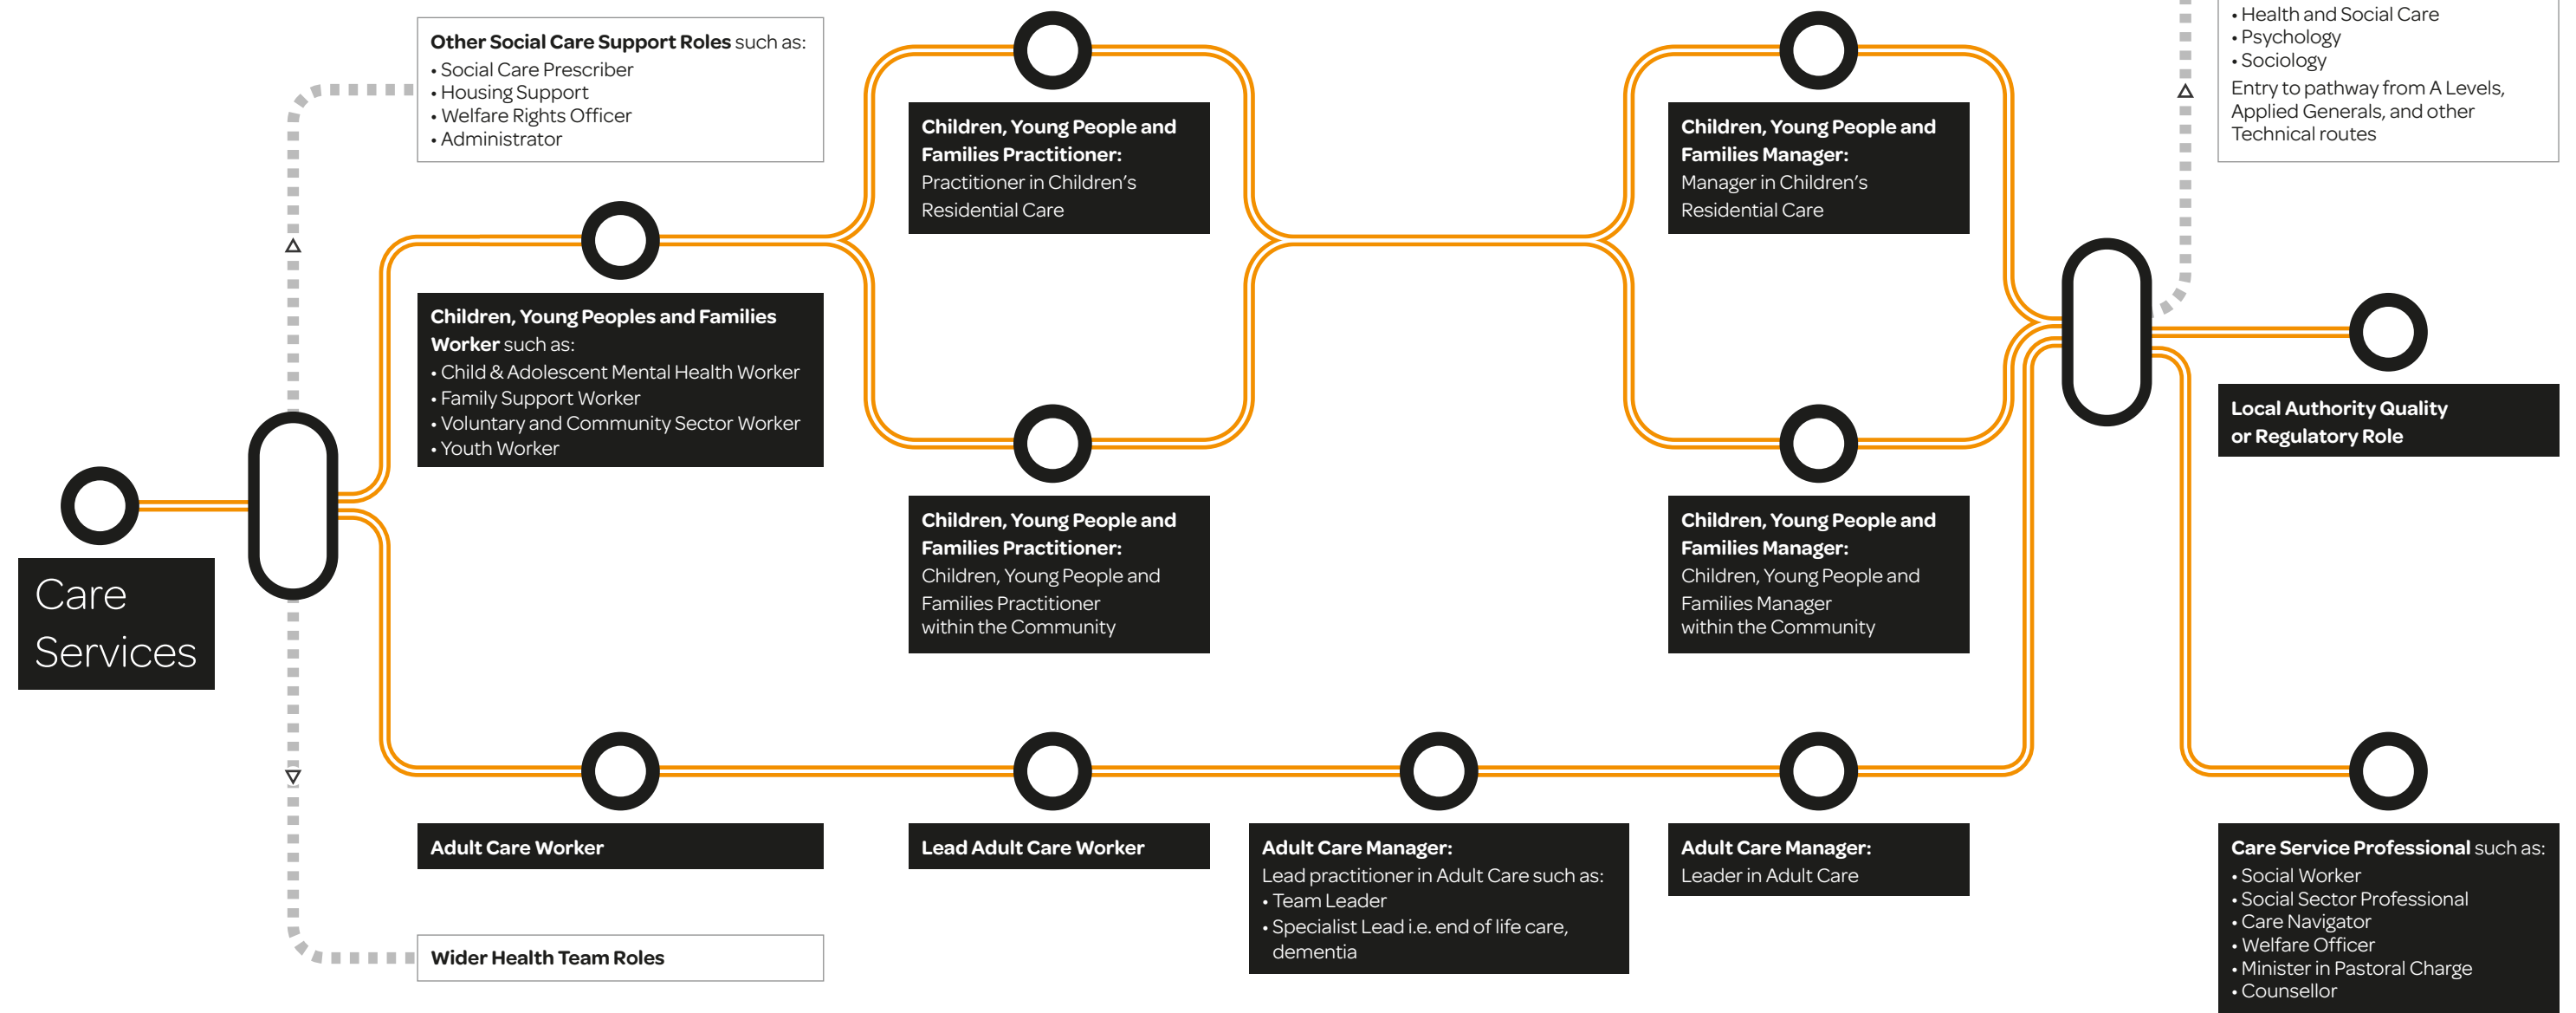 Other Social Care Support Roles such as:
• Social Care Prescriber
• Housing Support
• Welfare Rights Officer
• Administrator
Children, Young People and
Families Practitioner:
Practitioner in Children's
Residential Care
Children, Young People and
Families Manager:
Manager in Children's
Residential Care
• Health and Social Care
• Psychology
• Sociology
Entry to pathway from A Levels,
Applied Generals, and other
Technical routes
Children, Young Peoples and Families
Worker such as:
• Child & Adolescent Mental Health Worker
• Family Support Worker
• Voluntary and Community Sector Worker
• Youth Worker
Local Authority Quality
or Regulatory Role
Care
Services
Children, Young People and
Families Practitioner:
Children, Young People and
Families Practitioner
within the Community
Children, Young People and
Families Manager:
Children, Young People and
Families Manager
within the Community
Adult Care Worker
Lead Adult Care Worker
Adult Care Manager:
Lead practitioner in Adult Care such as:
• Team Leader
• Specialist Lead i.e. end of life care,
dementia
Adult Care Manager:
Leader in Adult Care
Care Service Professional such as:
• Social Worker
• Social Sector Professional
• Care Navigator
• Welfare Officer
• Minister in Pastoral Charge
• Counsellor
Wider Health Team Roles